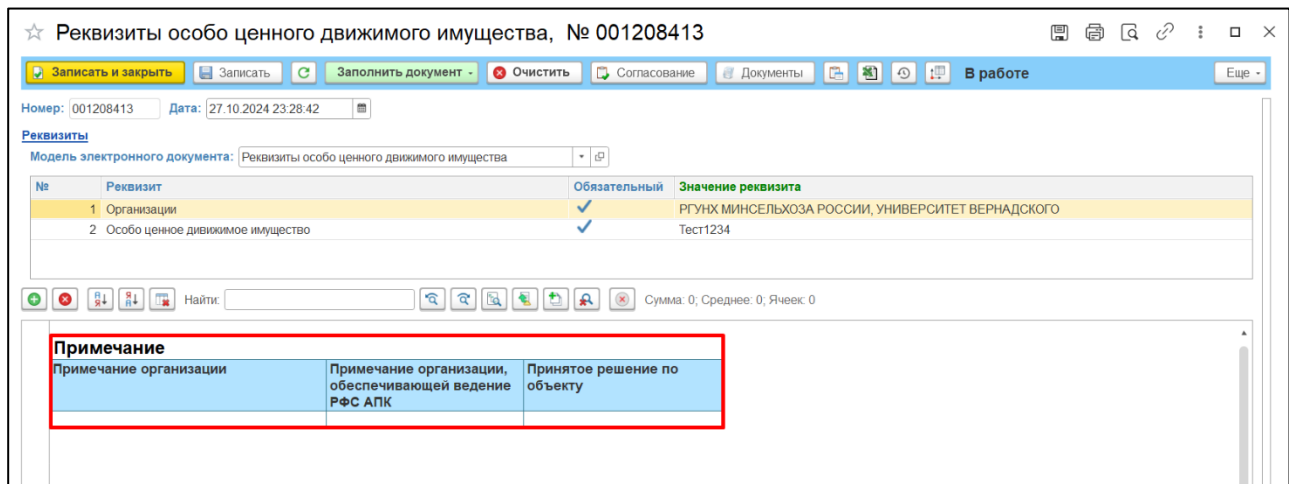 Реквизиты особо ценного движимого имущества, № 001208413
Записать и закрыть Записать Заполнить документ Очистить Согласование Документы В работе Еще
Номер: 001208413 Дата: 27.10.2024 23:28:42
Реквизиты
Модель электронного документа: Реквизиты особо ценного движимого имущества
№ Реквизит Обязательный Значение реквизита
1 Организации РГУНХ МИНСЕЛЬХОЗА РОССИИ, УНИВЕРСИТЕТ ВЕРНАДСКОГО
2 Особо ценное дивижимое имущество Тест1234
Найти: Сумма: 0; Среднее: 0; Ячеек: 0
Примечание
Примечание организации Примечание организации, Принятое решение по
обеспечивающей ведение объекту
РФС АПК